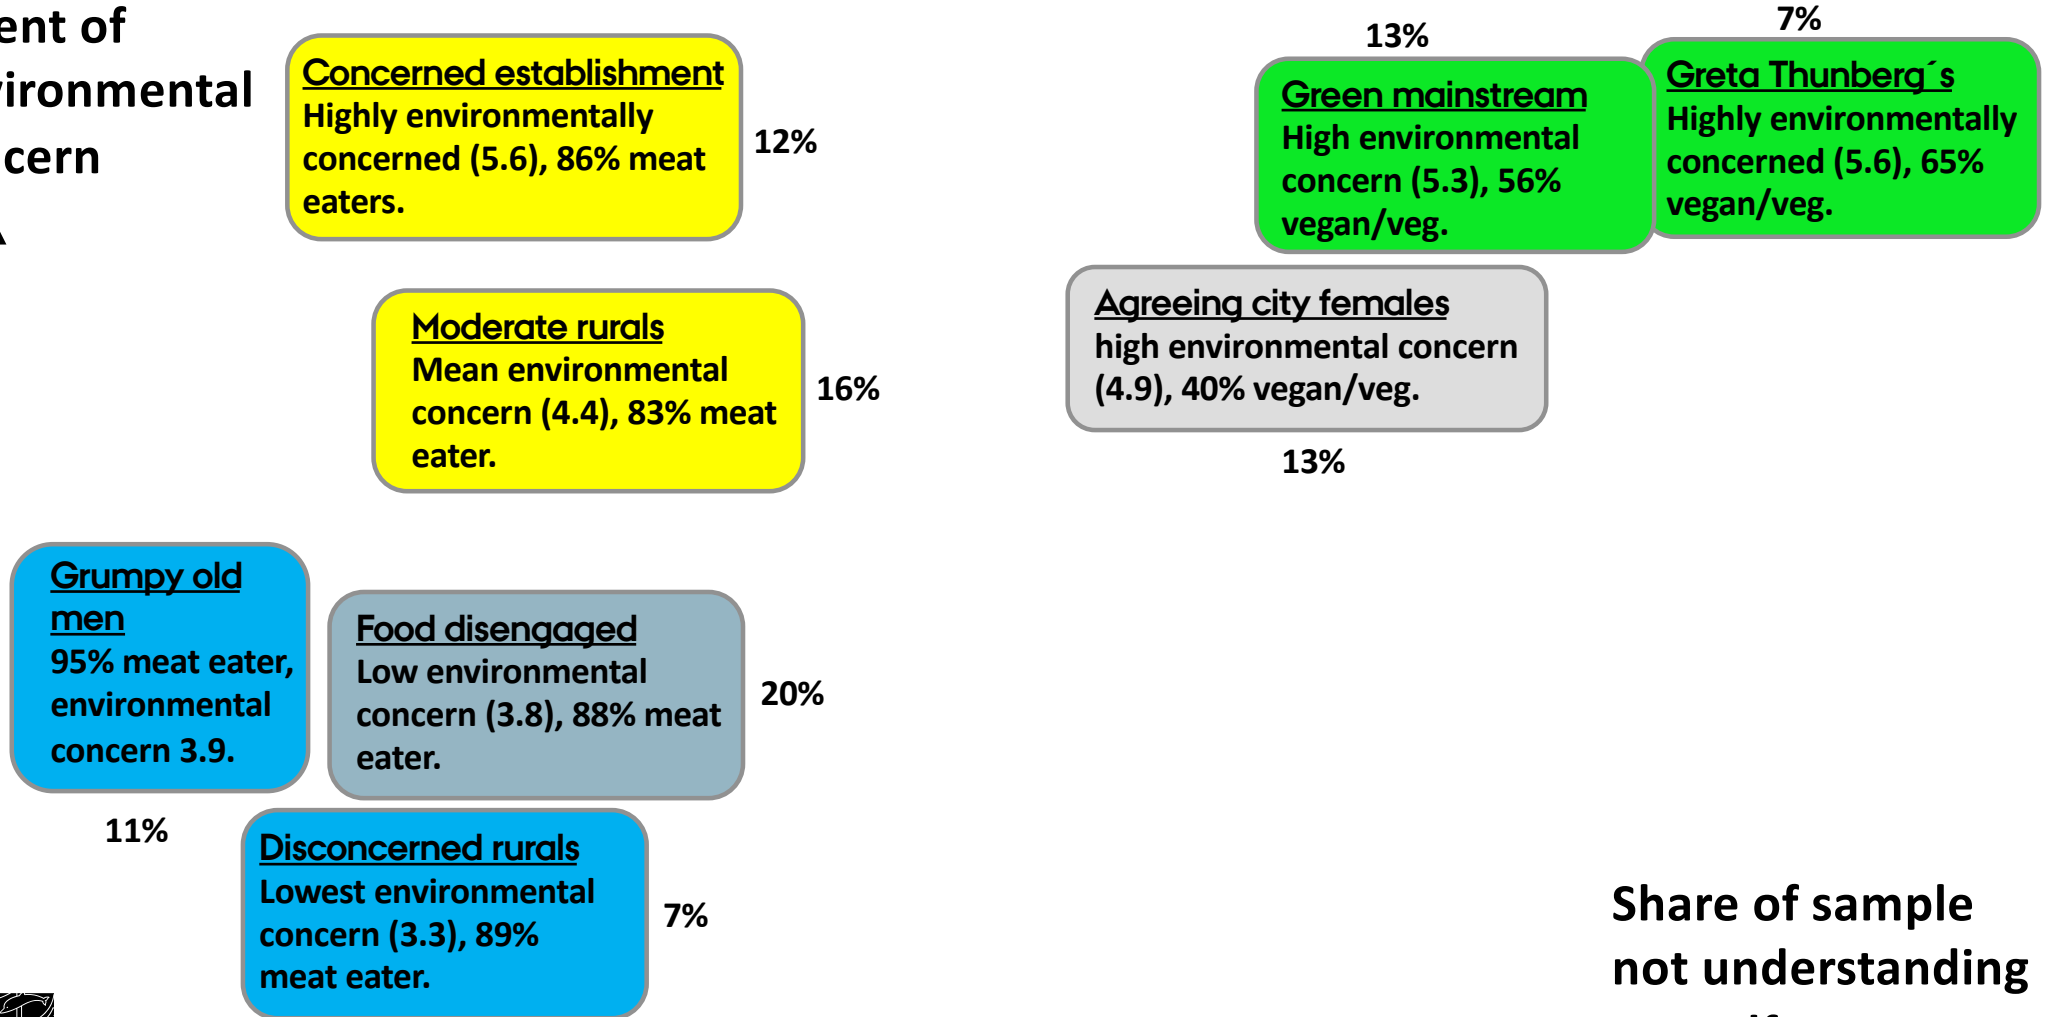 ent of
ironmental
cern
Concerned establishment
Highly environmentally
concerned (5.6), 86% meat
eaters.
12%
13%
Green mainstream
High environmental
concern (5.3), 56%
vegan/veg.
7%
Greta Thunberg´s
Highly environmentally
concerned (5.6), 65%
vegan/veg.
Moderate rurals
Mean environmental
concern (4.4), 83% meat
eater.
16%
Agreeing city females
high environmental concern
(4.9), 40% vegan/veg.
13%
Grumpy old
men
95% meat eater,
environmental
concern 3.9.
11%
Food disengaged
Low environmental
concern (3.8), 88% meat
eater.
20%
Disconcerned rurals
Lowest environmental
concern (3.3), 89%
meat eater.
7%
Share of sample
not understanding